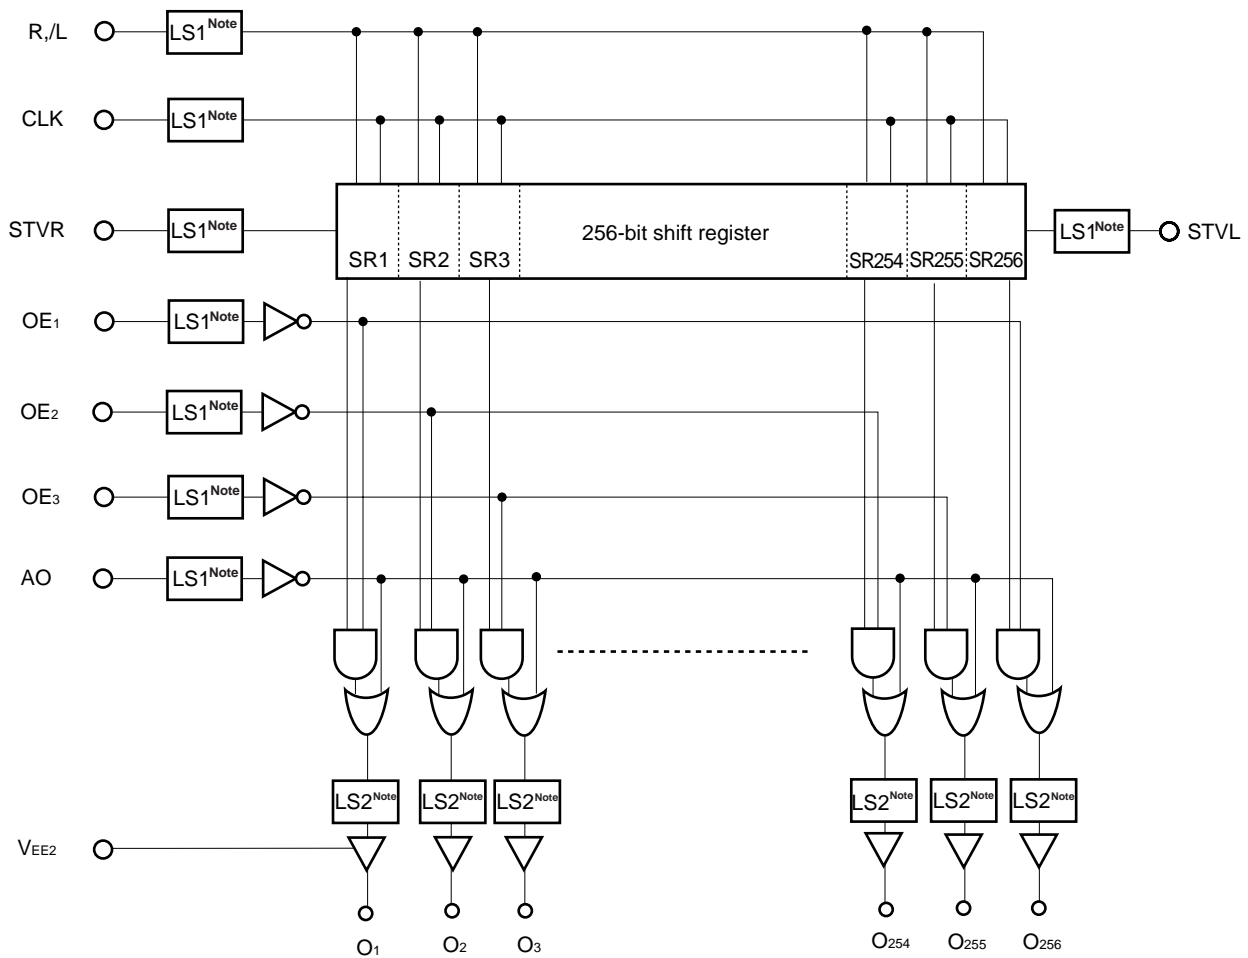 R,/L
LS1Note
CLK
LS1Note
STVR
LS1Note
256-bit shift register
LS1Note
STVL
SR1
SR2
SR3
SR254
SR255
SR256
OE1
LS1Note
OE2
LS1Note
OE3
LS1Note
AO
LS1Note
LS2Note
LS2Note
LS2Note
LS2Note
LS2Note
LS2Note
VEE2
O1
O2
O3
O254
O255
O256